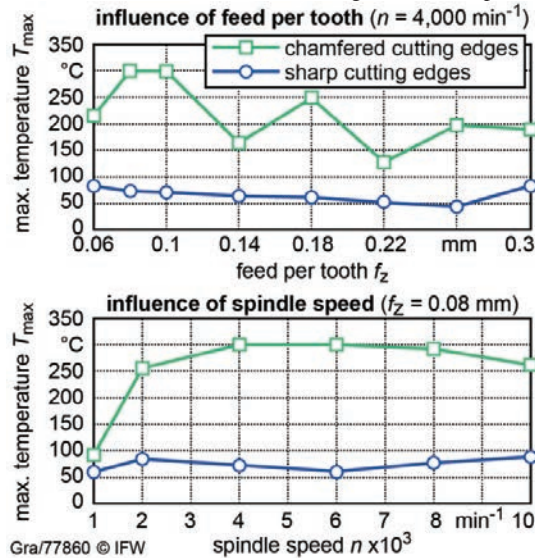 influence of feed per tooth (n = 4,000 min⁻¹)
chamfered cutting edges
sharp cutting edges
max. temperature Tmax
350
°C
250
200
150
100
50
0
0.06 0.1 0.14 0.18 0.22 mm 0.3
feed per tooth fz
influence of spindle speed (fz = 0.08 mm)
max. temperature Tmax
350
°C
250
200
150
100
50
0
1 2 3 4 5 6 7 8 min⁻¹ 10
spindle speed n x10³
Gra/77860 © IFW